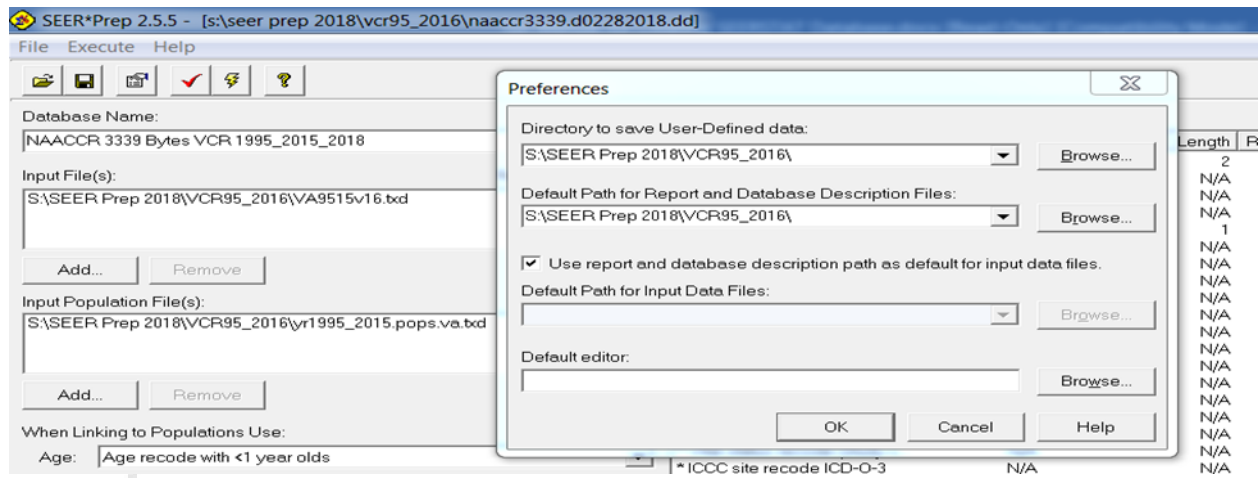 SEER*Prep 2.5.5 - [s:\seer prep 2018\vcr95_2016\naaccr3339.d02282018.dd]
File Execute Help
Database Name:
NAACCR 3339 Bytes VCR 1995_2015_2018
Input File(s):
S:\SEER Prep 2018\VCR95_2016\VA9515v16.txd
Add... Remove
Input Population File(s):
S:\SEER Prep 2018\VCR95_2016\yr1995_2015.pops.va.txd
Add... Remove
When Linking to Populations Use:
Age: Age recode with <1 year olds
Preferences
Directory to save User-Defined data:
S:\SEER Prep 2018\VCR95_2016\ Browse...
Default Path for Report and Database Description Files:
S:\SEER Prep 2018\VCR95_2016\ Browse...
Use report and database description path as default for input data files.
Default Path for Input Data Files:
Browse...
Default editor:
Browse...
OK Cancel Help
Length R
2
N/A
N/A
N/A
1
N/A
N/A
N/A
N/A
N/A
N/A
N/A
N/A
N/A
N/A
N/A
N/A
N/A
* ICCC site recode ICD-O-3 N/A N/A